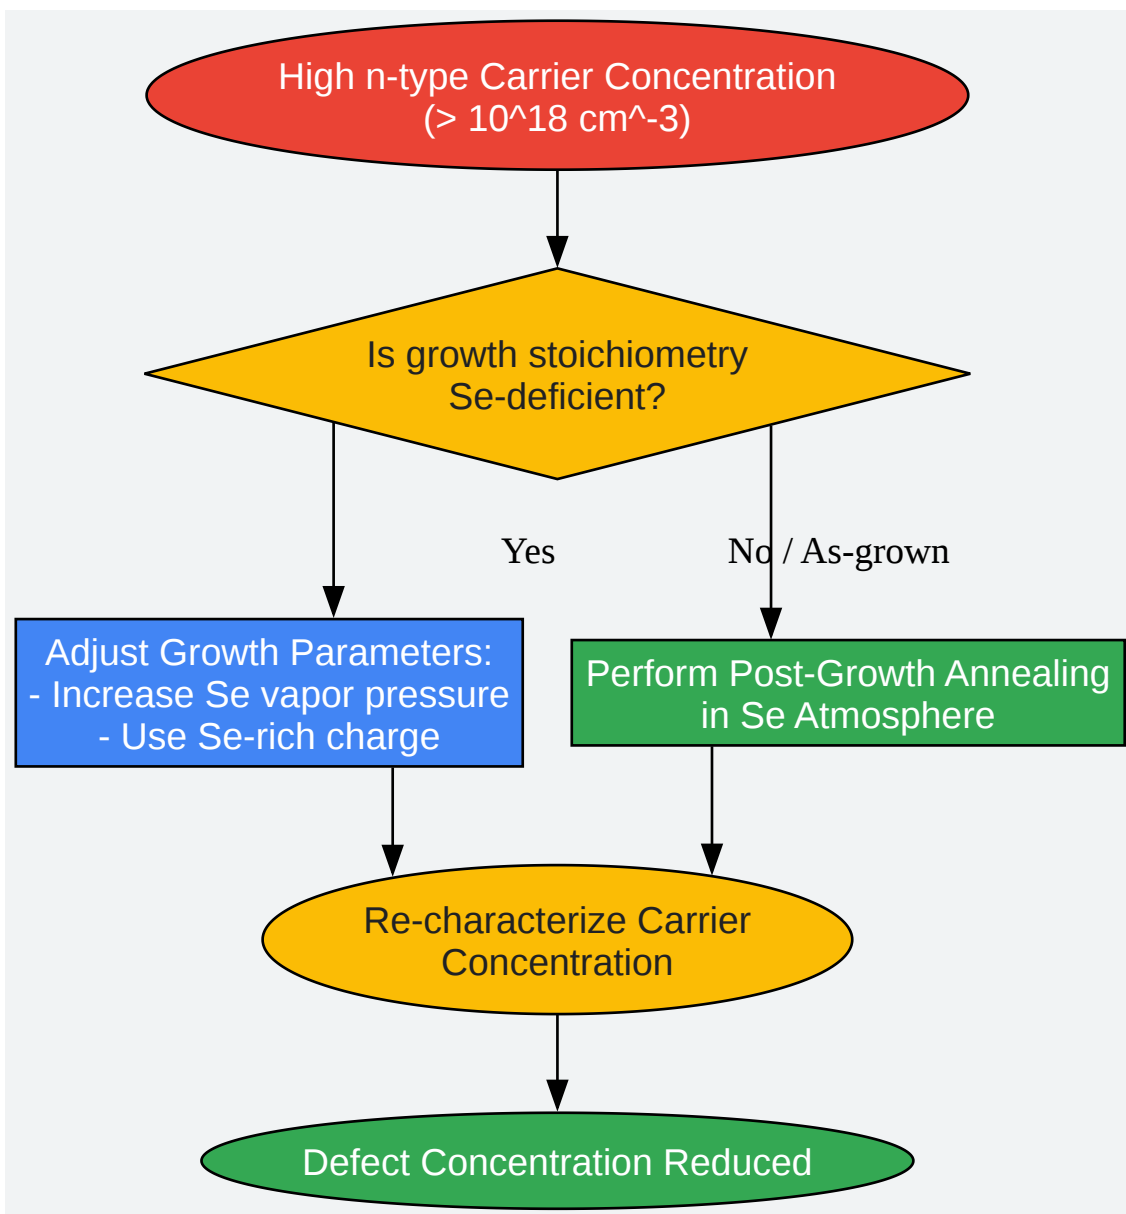 High n-type Carrier Concentration
(> 10^18 cm^-3)
Is growth stoichiometry
Se-deficient?
Yes
No / As-grown
Adjust Growth Parameters:
- Increase Se vapor pressure
- Use Se-rich charge
Perform Post-Growth Annealing
in Se Atmosphere
Re-characterize Carrier
Concentration
Defect Concentration Reduced